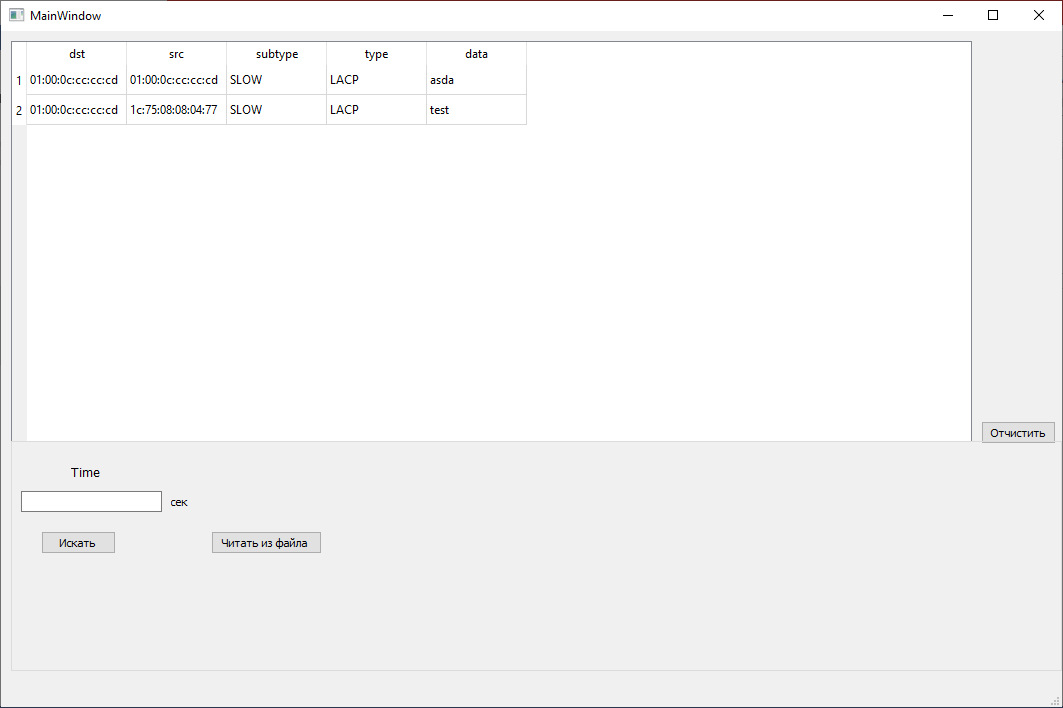 MainWindow
dst src subtype type data
1 01:00:0c:cc:cc:cd 01:00:0c:cc:cc:cd SLOW LACP asda
2 01:00:0c:cc:cc:cd 1c:75:08:08:04:77 SLOW LACP test
Отчистить
Time
сек
Искать Читать из файла